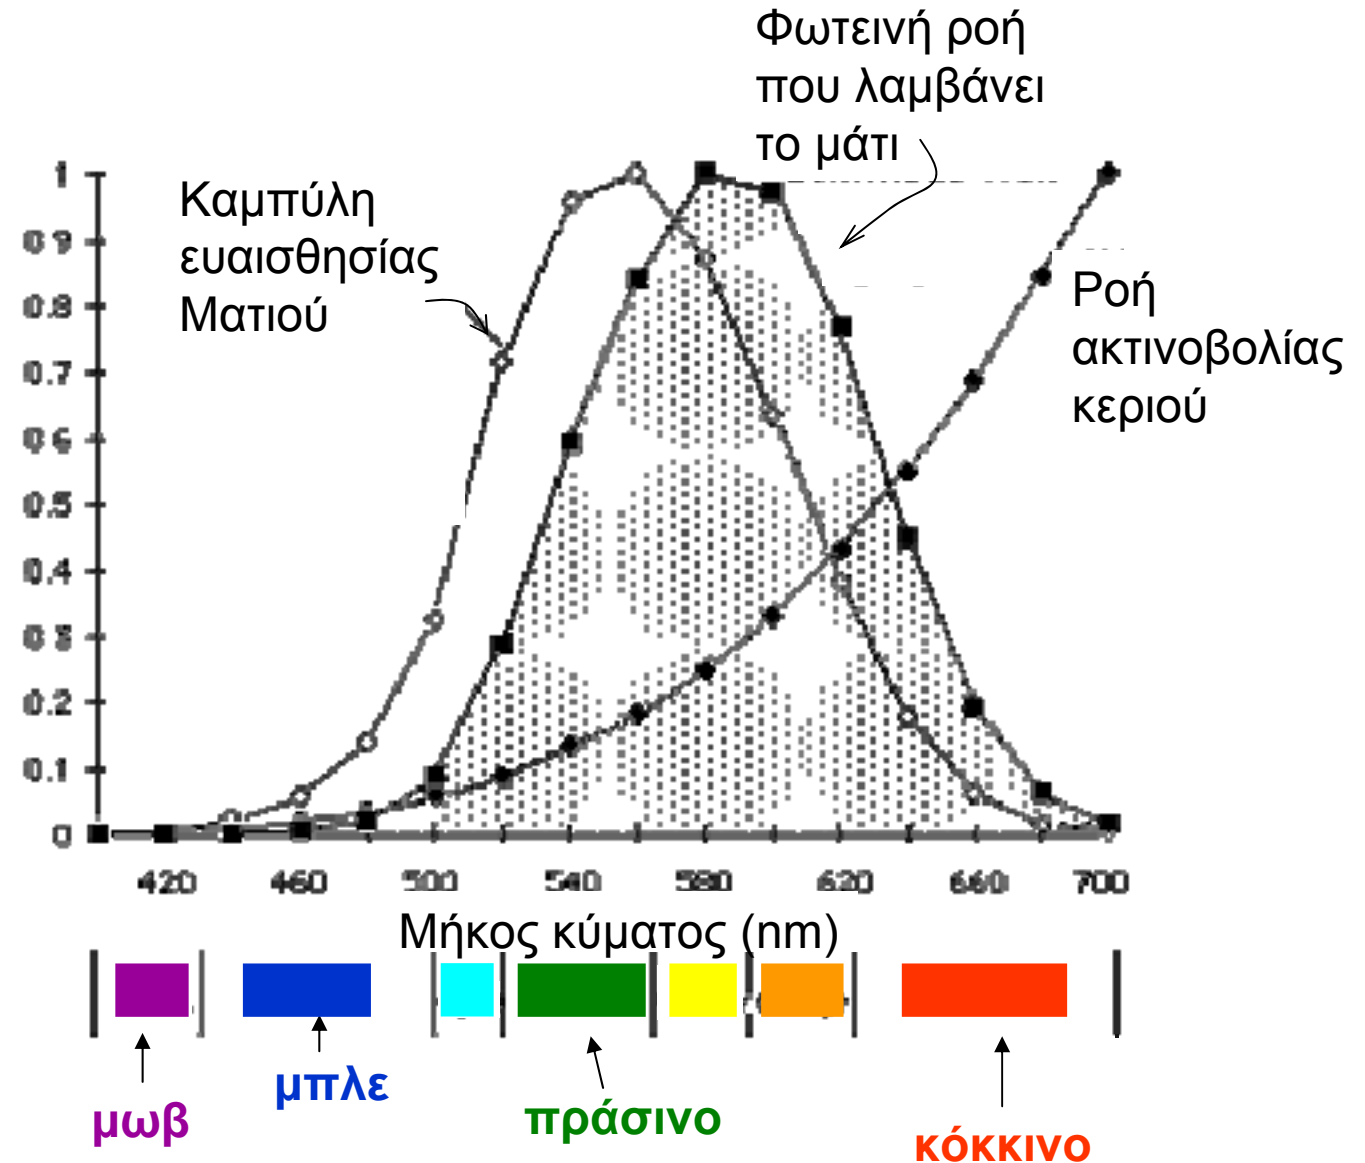 Φωτεινή ροή
που λαμβάνει
το μάτι
Καμπύλη
ευαισθησίας
Ματιού
Ροή
ακτινοβολίας
κεριού
1
0.9
0.8
0.7
0.6
0.5
0.4
0.3
0.2
0.1
0
420 460 500 540 580 620 660 700
Μήκος κύματος (nm)
μωβ
μπλε
πράσινο
κόκκινο